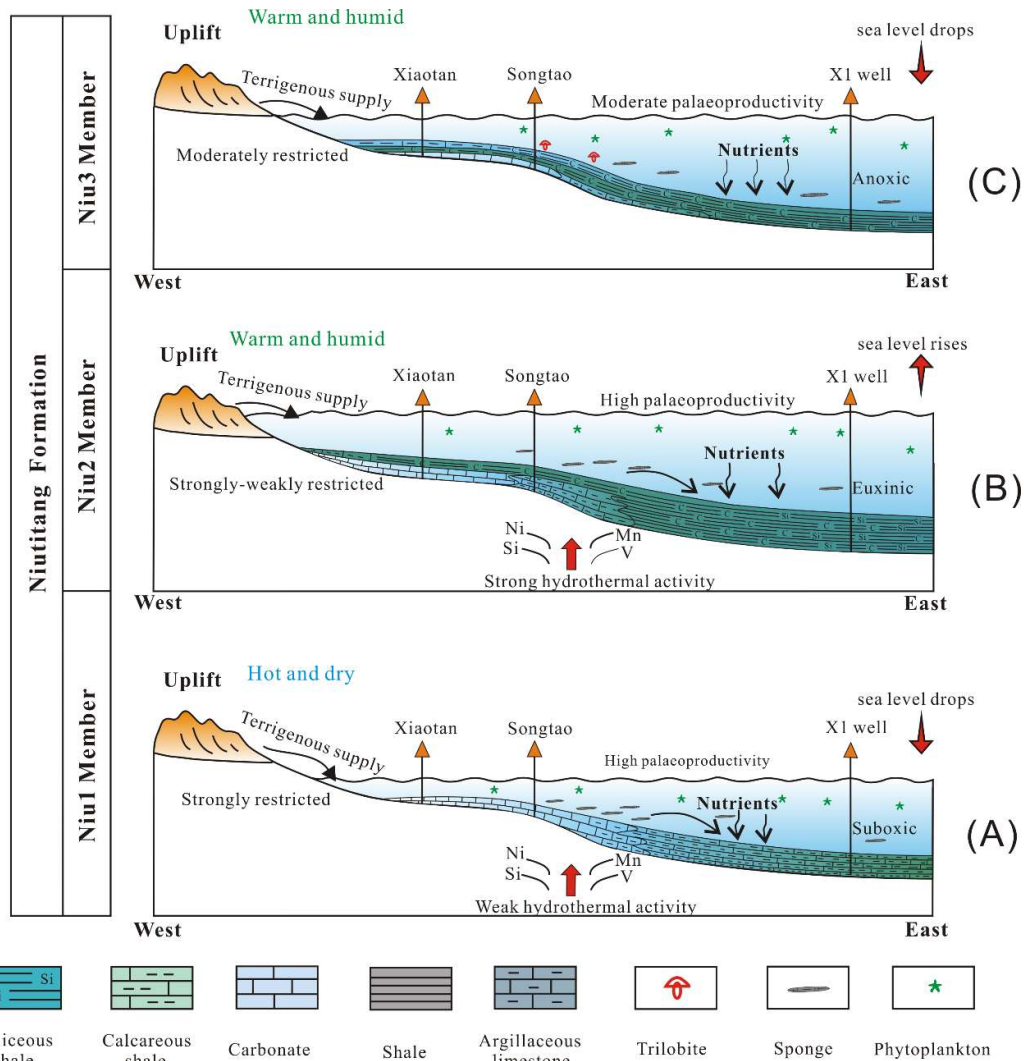 Niutitang Formation
Niu3 Member
Warm and humid
Uplift
sea level drops
Terrigenous supply
Xiaotan
Songtao
X1 well
Moderate palaeoproductivity
Moderately restricted
Nutrients
Anoxic
C C C C C C C C
(C)
West
East
Niu2 Member
Warm and humid
Uplift
sea level rises
Terrigenous supply
Xiaotan
Songtao
X1 well
High palaeoproductivity
Strongly-weakly restricted
Nutrients
Euxinic
(B)
Ni
Si
Mn
V
Strong hydrothermal activity
West
East
Niu1 Member
Hot and dry
Uplift
sea level drops
Terrigenous supply
Xiaotan
Songtao
X1 well
High palaeoproductivity
Strongly restricted
Nutrients
Suboxic
(A)
Ni
Si
Mn
V
Weak hydrothermal activity
West
East
Si
Calcareous
shale
Carbonate
Shale
Argillaceous
limestone
Trilobite
Sponge
Phytoplankton